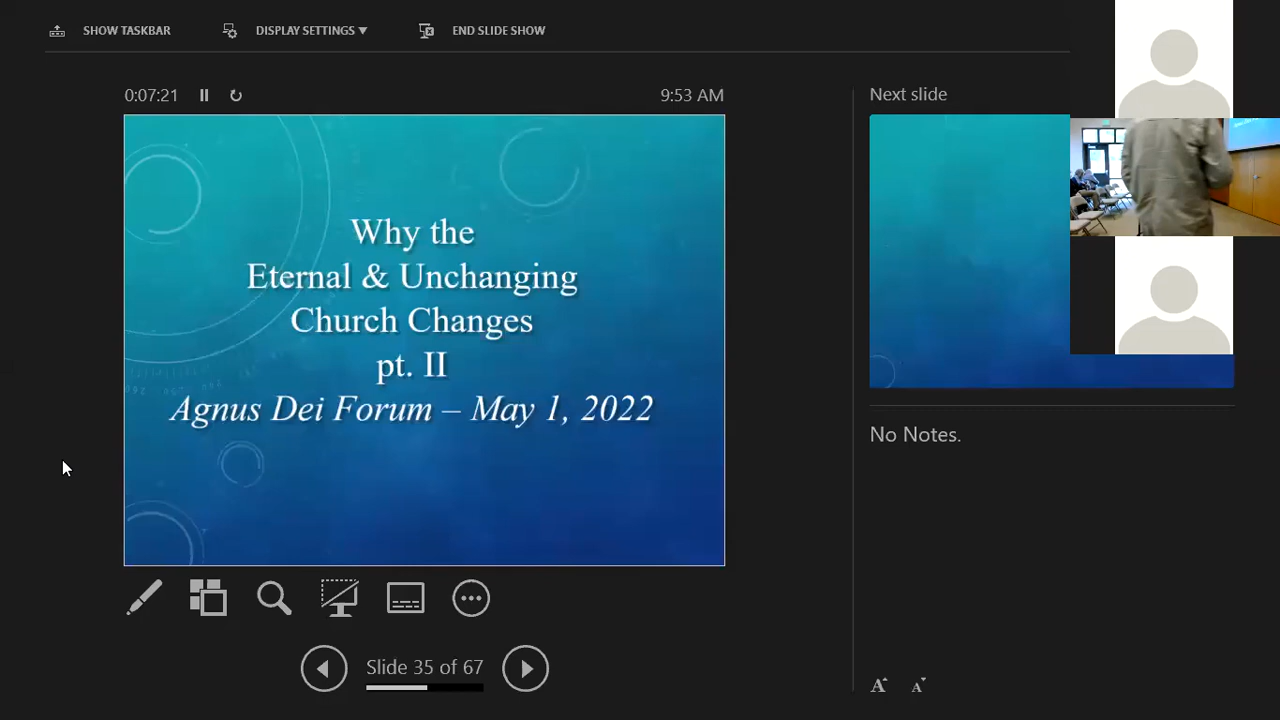 SHOW TASKBAR
DISPLAY SETTINGS
END SLIDE SHOW
0:07:21
9:53 AM
Why the
Eternal & Unchanging
Church Changes
pt. II
Agnus Dei Forum – May 1, 2022
Slide 35 of 67
Next slide
No Notes.
A
A